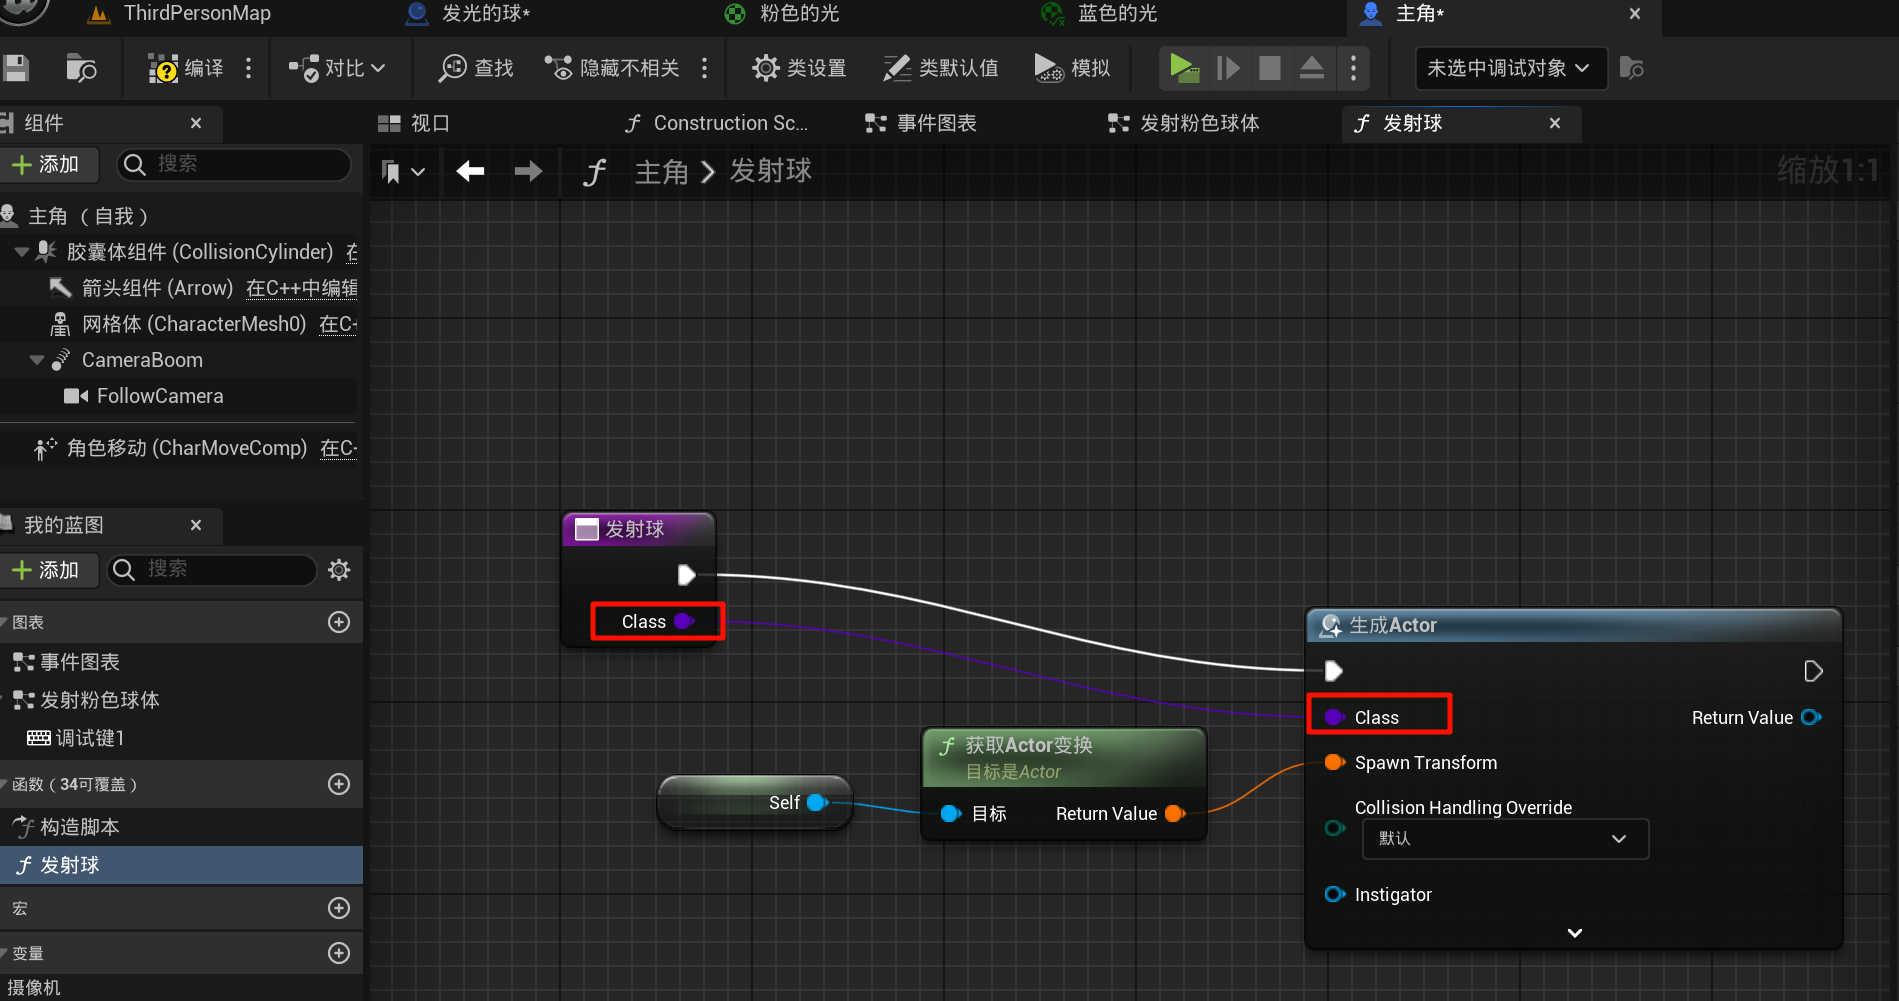 ThirdPersonMap
发光的球*
粉色的光
蓝色的光
主角*
编译
对比
查找
隐藏不相关
类设置
类默认值
模拟
未选中调试对象
组件
视口
Construction Sc...
事件图表
发射粉色球体
发射球
添加
搜索
主角
发射球
缩放1:1
主角（自我）
胶囊体组件 (CollisionCylinder)
箭头组件 (Arrow) 在C++中编辑
网格体 (CharacterMesh0) 在C+
CameraBoom
FollowCamera
角色移动 (CharMoveComp) 在C+
我的蓝图
添加
搜索
图表
事件图表
发射粉色球体
调试键1
函数（34可覆盖）
构造脚本
发射球
宏
变量
摄像机
发射球
Class
Self
获取Actor变换
目标是Actor
目标
Return Value
生成Actor
Class
Return Value
Spawn Transform
Collision Handling Override
默认
Instigator